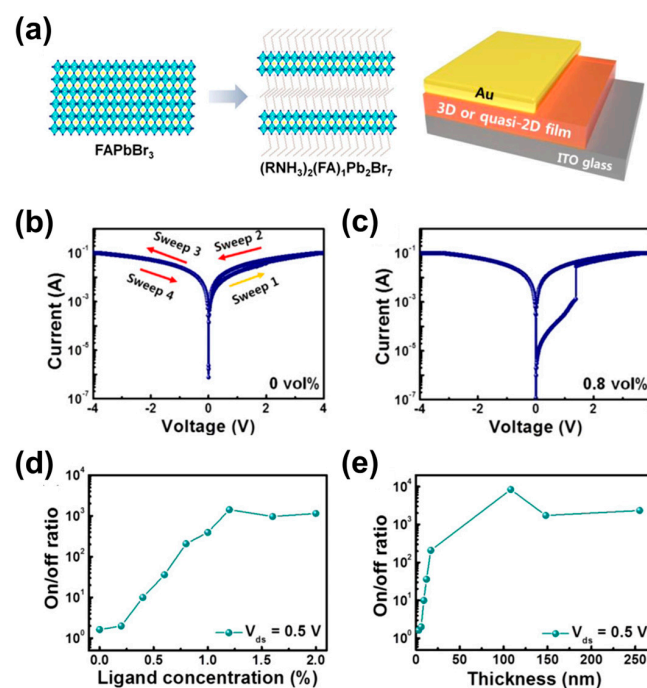 (a)
FAPbBr3
(RNH3)2(FA)1Pb2Br7
Au
3D or quasi-2D film
ITO glass
(b)
Current (A)
10-1
10-3
10-5
10-7
Sweep 3
Sweep 2
Sweep 4
Sweep 1
0 vol%
-4 -2 0 2 4
Voltage (V)
(c)
Current (A)
10-1
10-3
10-5
10-7
0.8 vol%
-4 -2 0 2
Voltage (V)
(d)
On/off ratio
104
103
102
101
100
Vds = 0.5 V
0.0 0.5 1.0 1.5 2.0
Ligand concentration (%)
(e)
On/off ratio
104
103
102
101
100
Vds = 0.5 V
0 50 100 150 200 250
Thickness (nm)